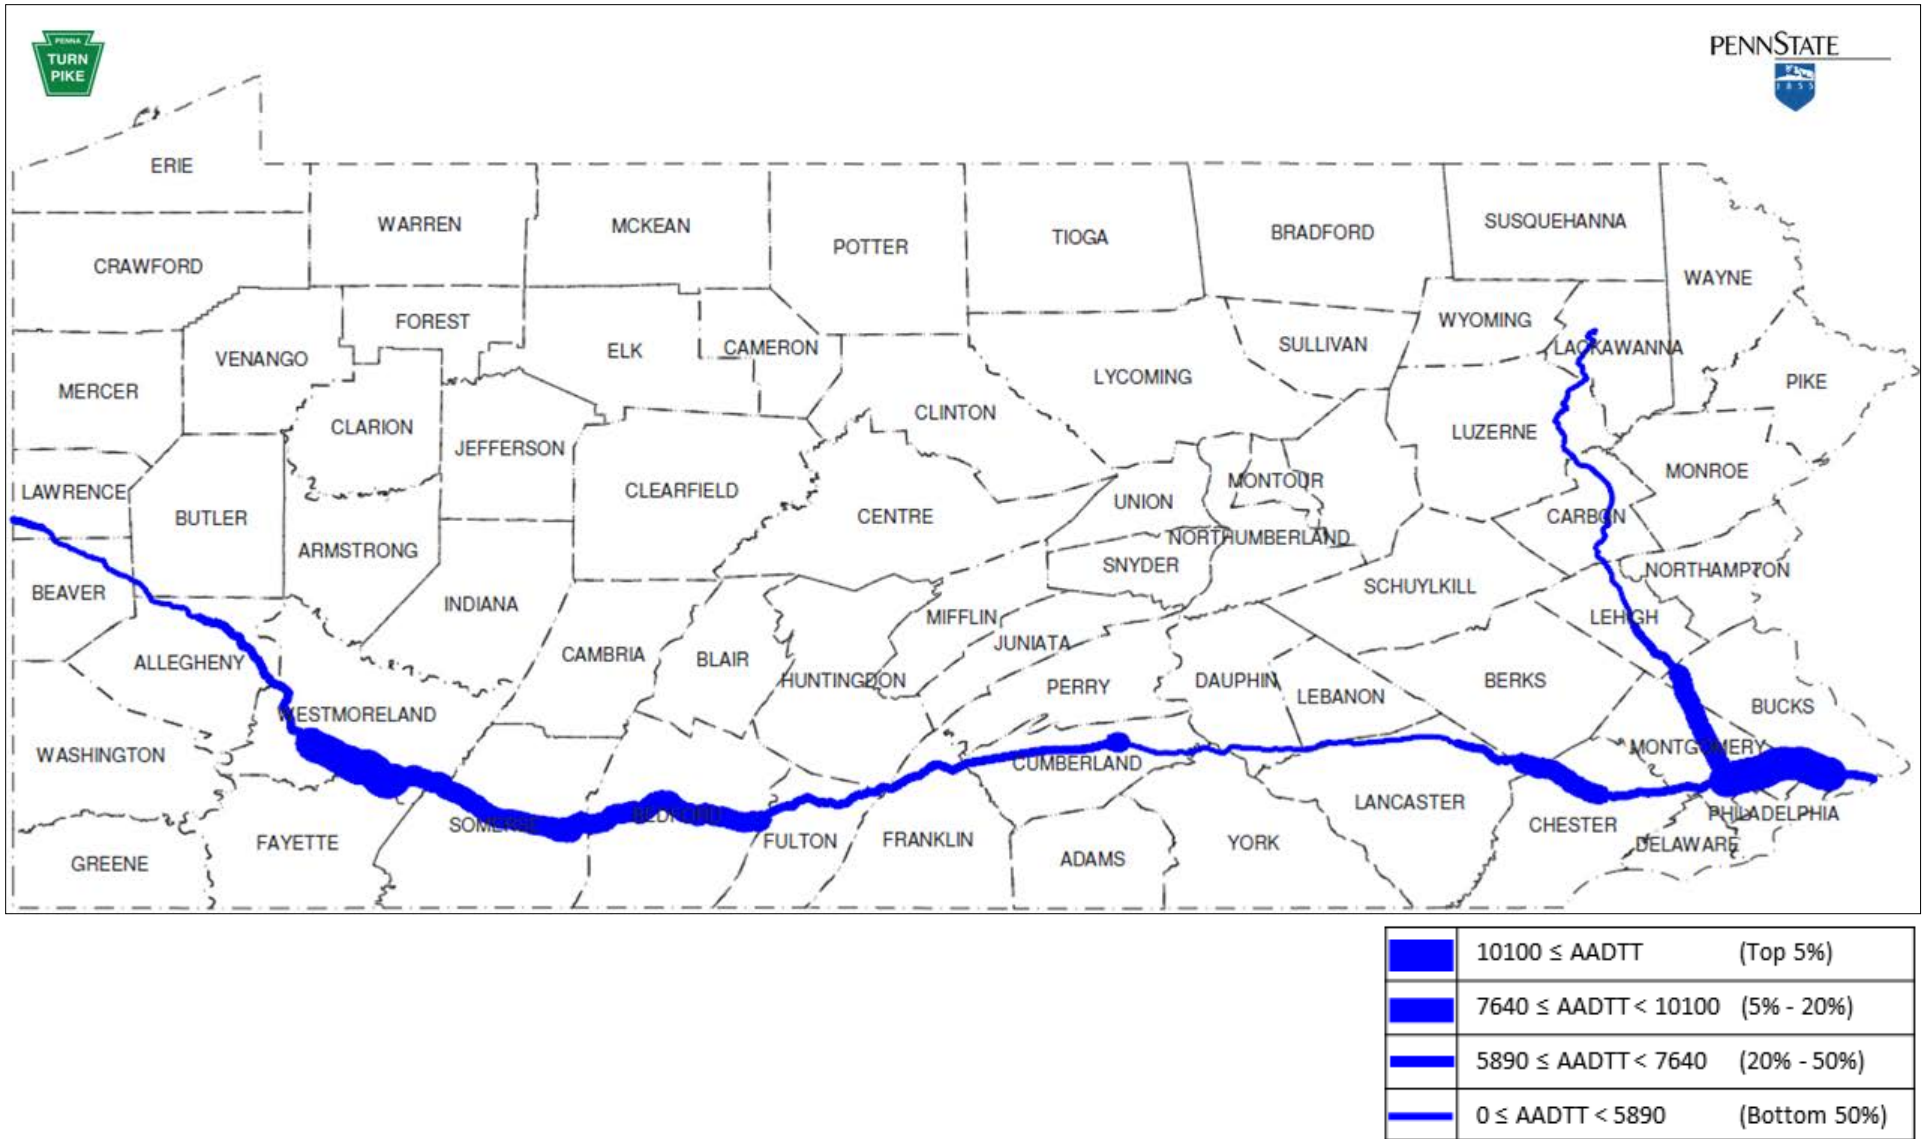 PENNA
TURN
PIKE
PENNSTATE
1855
ERIE
WARREN
MCKEAN
POTTER
TIOGA
BRADFORD
SUSQUEHANNA
WAYNE
CRAWFORD
FOREST
VENANGO
ELK
CAMERON
SULLIVAN
WYOMING
LACKAWANNA
PIKE
MERCER
CLARION
JEFFERSON
CLINTON
LYCOMING
LUZERNE
MONROE
LAWRENCE
BUTLER
CLEARFIELD
CENTRE
UNION
MONTOUR
CARBON
ARMSTRONG
NORTHUMBERLAND
SNYDER
NORTHAMPTON
BEAVER
INDIANA
MIFFLIN
SCHUYLKILL
LEHIGH
ALLEGHENY
CAMBRIA
BLAIR
JUNIATA
HUNTINGDON
PERRY
DAUPHIN
LEBANON
BERKS
BUCKS
WESTMORELAND
WASHINGTON
CUMBERLAND
MONTGOMERY
LANCASTER
SOMERSET
BEDFORD
FULTON
FRANKLIN
CHESTER
PHILADELPHIA
GREENE
FAYETTE
ADAMS
YORK
DELAWARE
10100 ≤ AADTT (Top 5%)
7640 ≤ AADTT < 10100 (5% - 20%)
5890 ≤ AADTT < 7640 (20% - 50%)
0 ≤ AADTT < 5890 (Bottom 50%)